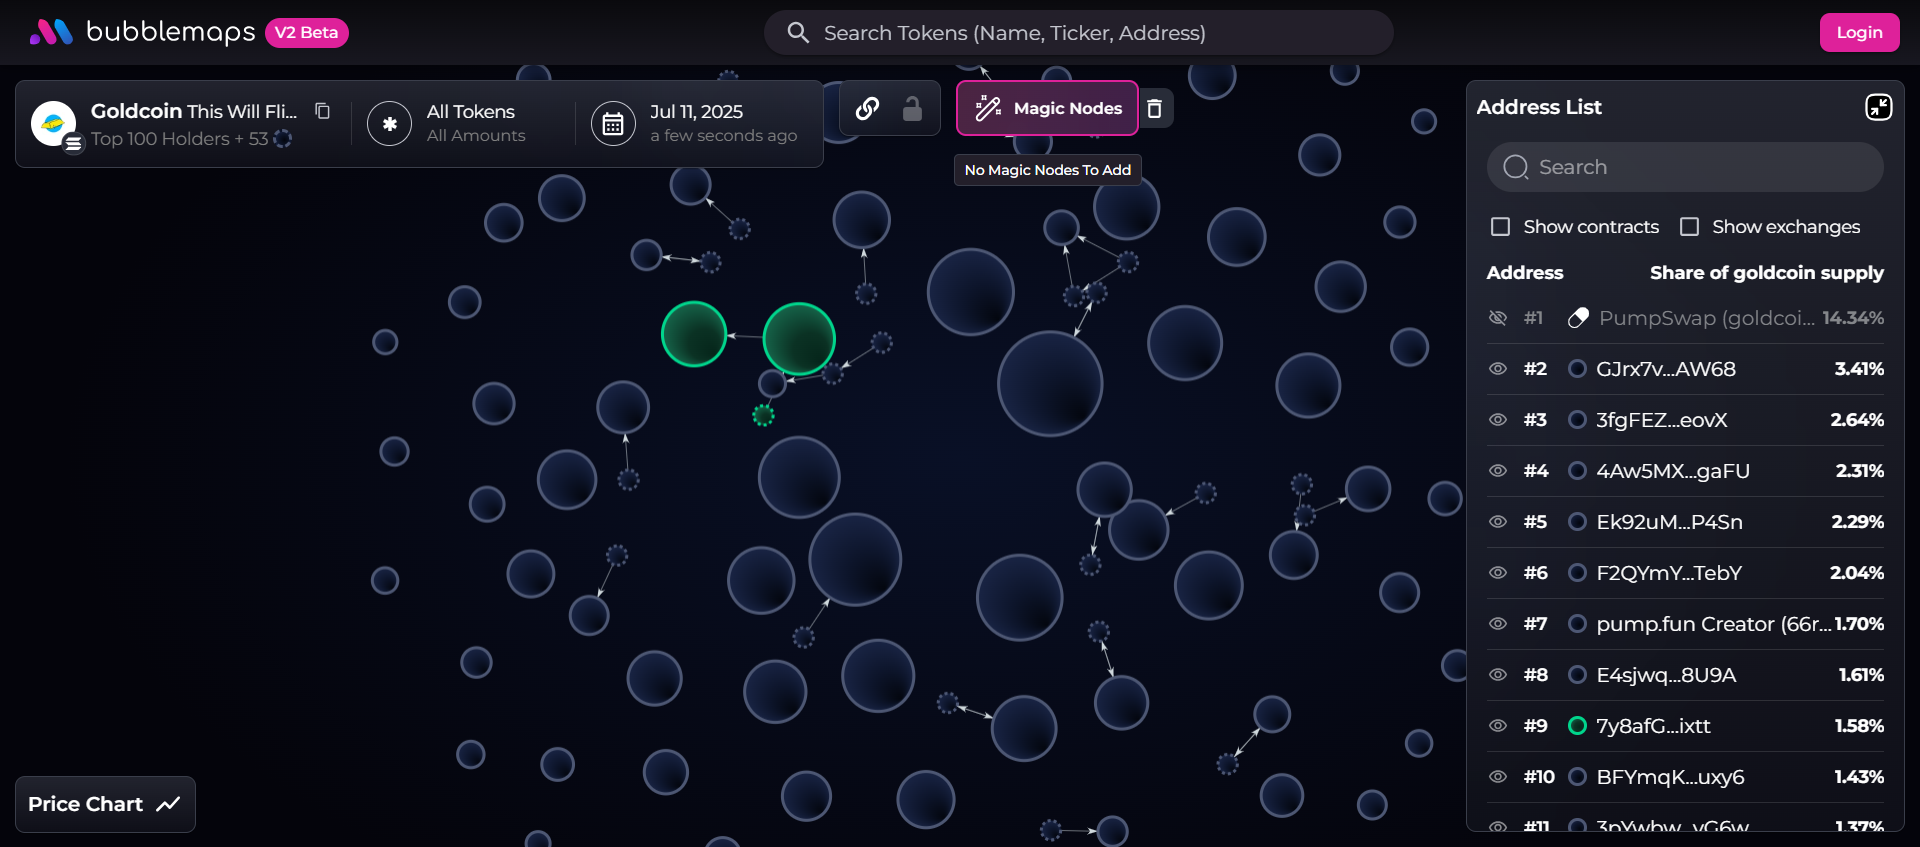 bubblemaps V2 Beta
Search Tokens (Name, Ticker, Address)
Login
Goldcoin This Will Fli...
Top 100 Holders + 53
All Tokens
All Amounts
Jul 11, 2025
a few seconds ago
Magic Nodes
No Magic Nodes To Add
Address List
Search
Show contracts Show exchanges
Address Share of goldcoin supply
#1 PumpSwap (goldcoi... 14.34%
#2 GJrx7v...AW68 3.41%
#3 3fgFEZ...eovX 2.64%
#4 4Aw5MX...gaFU 2.31%
#5 Ek92uM...P4Sn 2.29%
#6 F2QYmY...TebY 2.04%
#7 pump.fun Creator (66r... 1.70%
#8 E4sjwq...8U9A 1.61%
#9 7y8afG...ixtt 1.58%
#10 BFYmqK...uxy6 1.43%
#11 1.37%
Price Chart